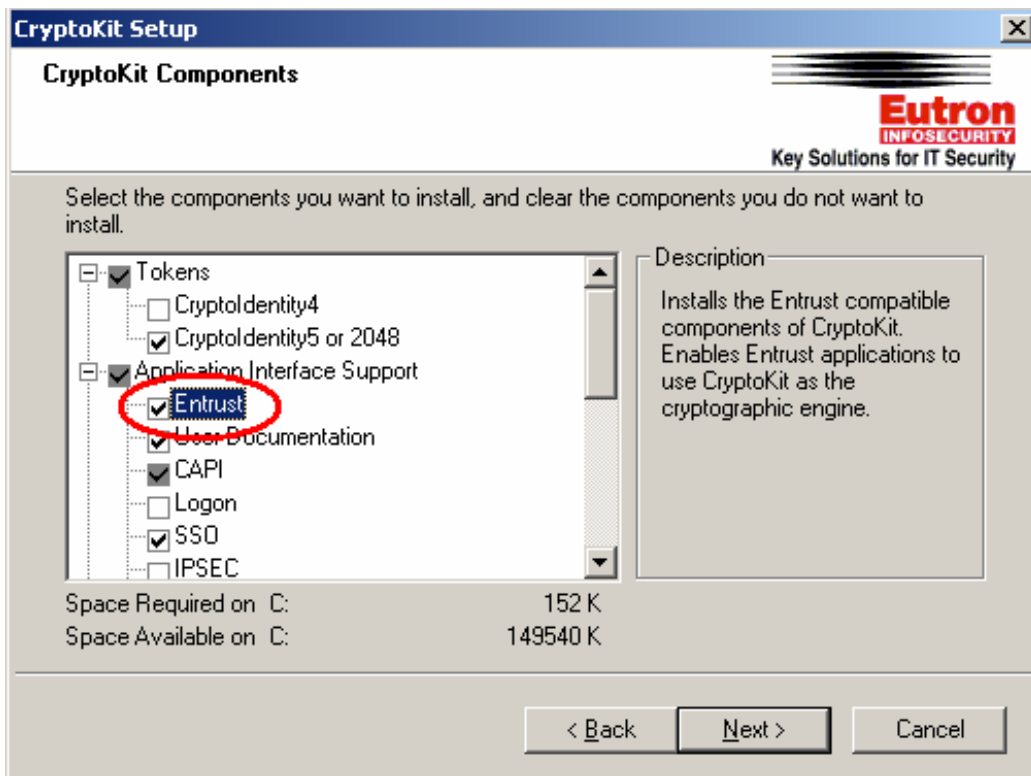 CryptoKit Setup
CryptoKit Components
Eutron
INFOSECURITY
Key Solutions for IT Security
Select the components you want to install, and clear the components you do not want to
install.
Tokens
CryptoIdentity4
CryptoIdentity5 or 2048
Application Interface Support
Entrust
User Documentation
CAPI
Logon
SSO
IPSEC
Description
Installs the Entrust compatible
components of CryptoKit.
Enables Entrust applications to
use CryptoKit as the
cryptographic engine.
Space Required on C: 152 K
Space Available on C: 149540 K
< Back
Next >
Cancel